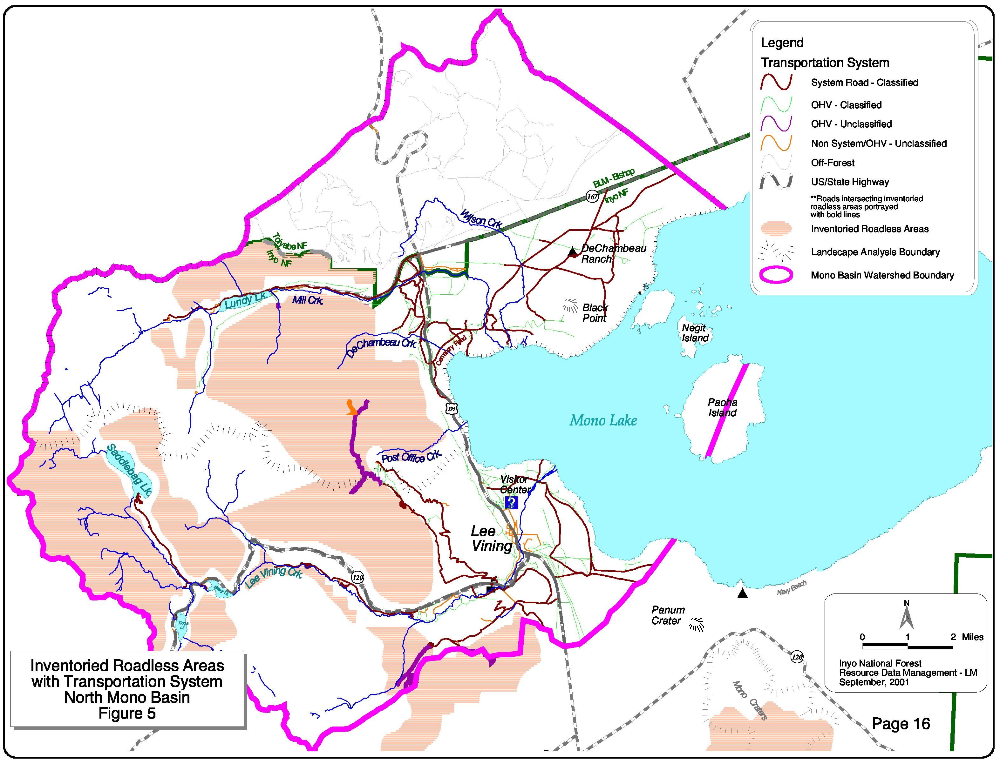 Legend
Transportation System
System Road - Classified
OHV - Classified
OHV - Unclassified
Non System/OHV - Unclassified
Off-Forest
US/State Highway
**Roads intersecting inventoried
roadless areas portrayed
with bold lines
Inventoried Roadless Areas
Landscape Analysis Boundary
Mono Basin Watershed Boundary
BLM - Bishop
167
Inyo NF
Wilson Crk.
Toiyabe NF
Inyo NF
DeChambeau
Ranch
Lundy Lk.
Mill Crk.
Black
Point
Negit
Island
DeChambeau Crk.
Cemetery Road
395
Mono Lake
Paoha
Island
Saddlebag Lk.
Post Office Crk.
Visitor
Center
?
Lee
Vining
120
Lee Vining Crk.
Ellery Lk.
Tioga
Lk.
Navy Beach
Panum
Crater
120
Mono Craters
N
0 1 2 Miles
Inyo National Forest
Resource Data Management - LM
September, 2001
Inventoried Roadless Areas
with Transportation System
North Mono Basin
Figure 5
Page 16